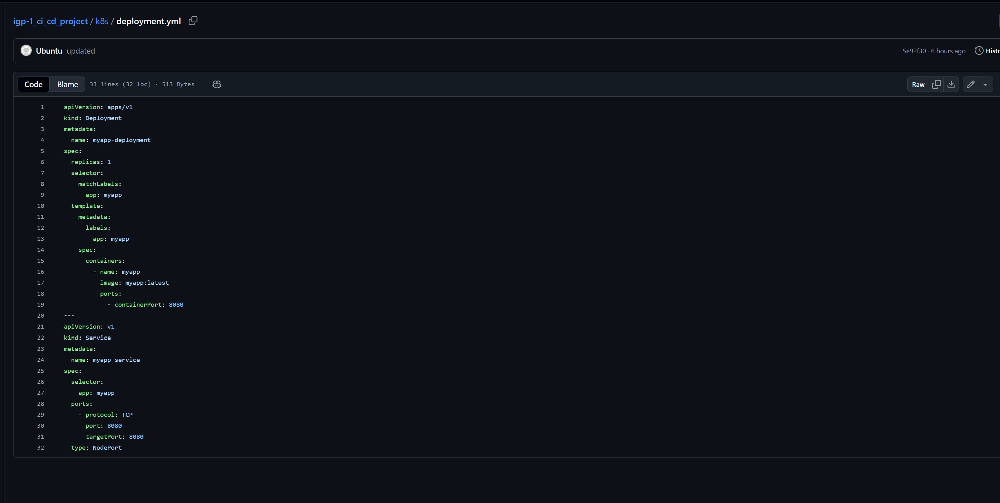 igp-1_ci_cd_project / k8s / deployment.yml
Ubuntu updated 5e92f30 · 6 hours ago
Code Blame 33 lines (32 loc) · 513 Bytes Raw
1 apiVersion: apps/v1
2 kind: Deployment
3 metadata:
4   name: myapp-deployment
5 spec:
6   replicas: 1
7   selector:
8     matchLabels:
9       app: myapp
10   template:
11     metadata:
12       labels:
13         app: myapp
14     spec:
15       containers:
16         - name: myapp
17           image: myapp:latest
18           ports:
19             - containerPort: 8080
20 ---
21 apiVersion: v1
22 kind: Service
23 metadata:
24   name: myapp-service
25 spec:
26   selector:
27     app: myapp
28   ports:
29     - protocol: TCP
30       port: 8080
31       targetPort: 8080
32   type: NodePort